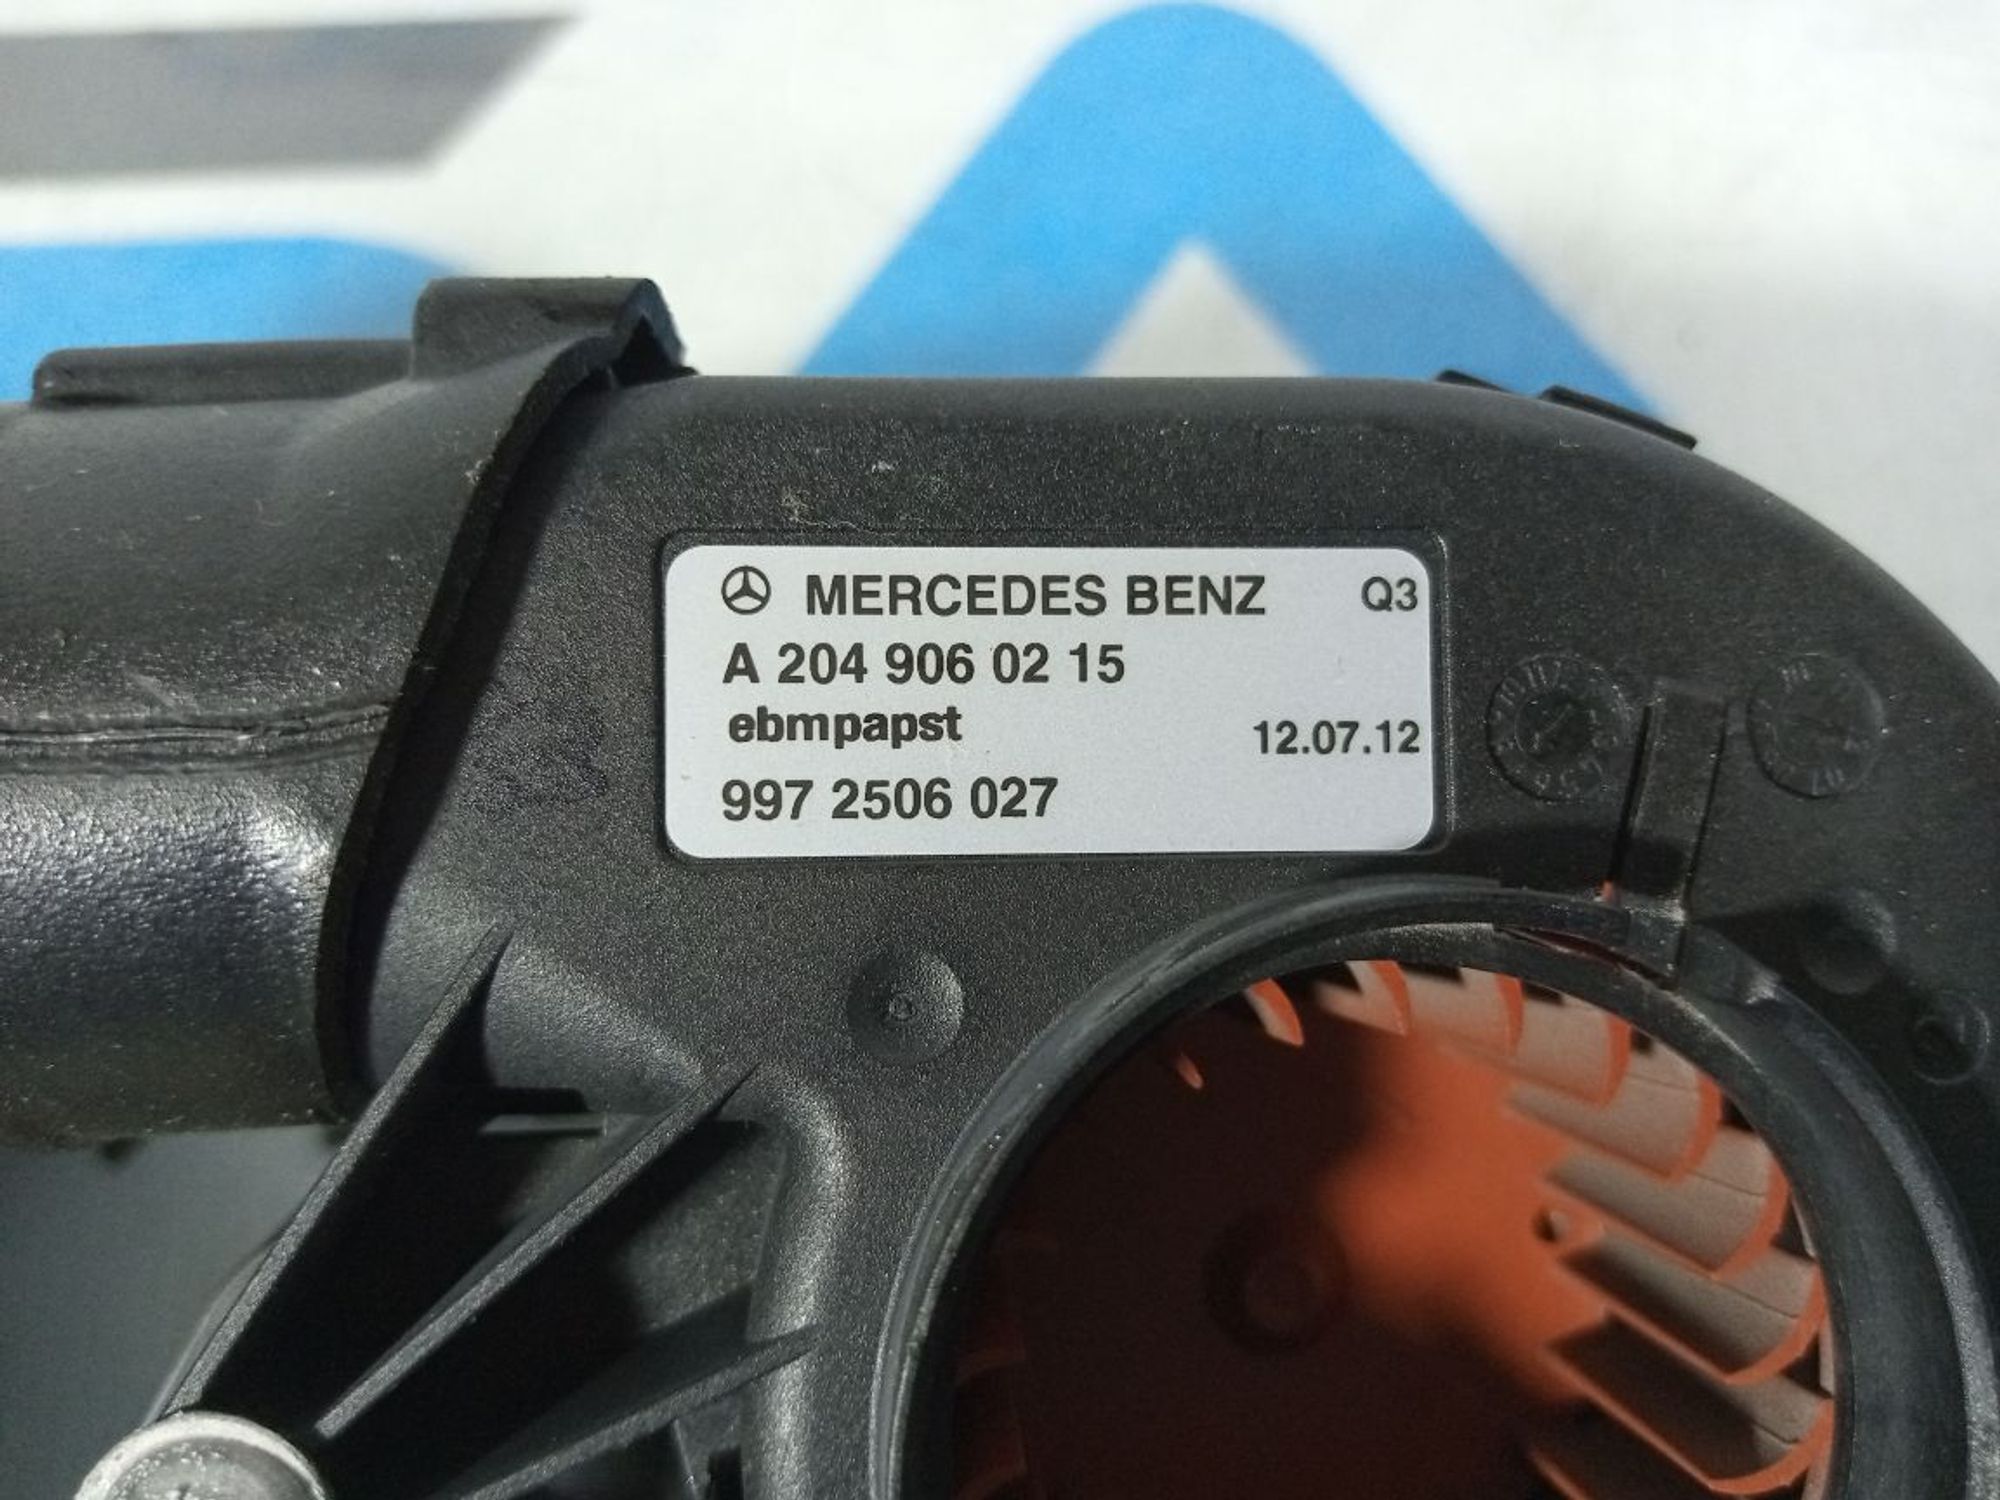 MERCEDES BENZ Q3
A 204 906 02 15
ebmpapst 12.07.12
997 2506 027